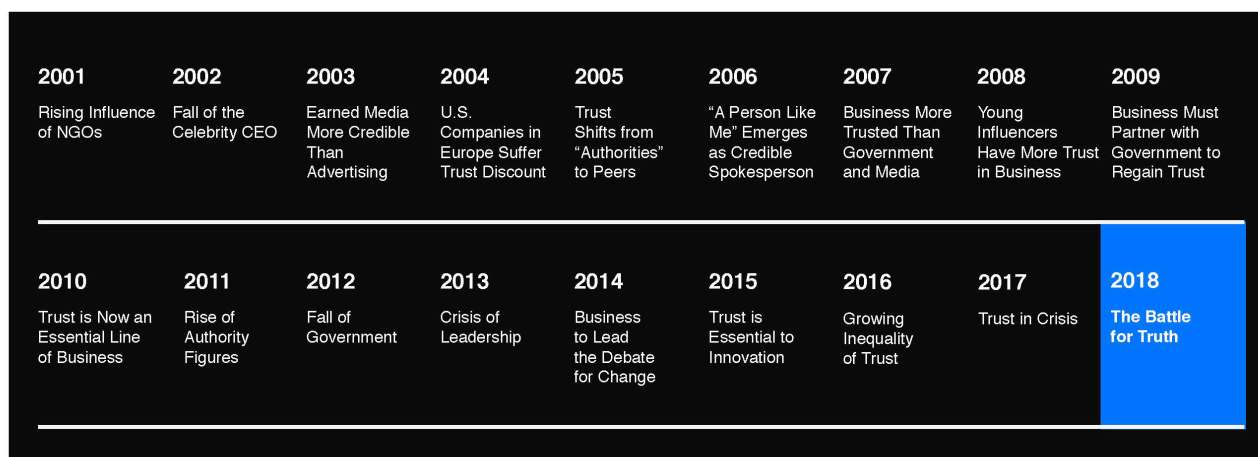 2001
Rising Influence
of NGOs
2002
Fall of the
Celebrity CEO
2003
Earned Media
More Credible
Than
Advertising
2004
U.S.
Companies in
Europe Suffer
Trust Discount
2005
Trust
Shifts from
“Authorities”
to Peers
2006
“A Person Like
Me” Emerges
as Credible
Spokesperson
2007
Business More
Trusted Than
Government
and Media
2008
Young
Influencers
Have More Trust
in Business
2009
Business Must
Partner with
Government to
Regain Trust
2010
Trust is Now an
Essential Line
of Business
2011
Rise of
Authority
Figures
2012
Fall of
Government
2013
Crisis of
Leadership
2014
Business
to Lead
the Debate
for Change
2015
Trust is
Essential to
Innovation
2016
Growing
Inequality
of Trust
2017
Trust in Crisis
2018
The Battle
for Truth